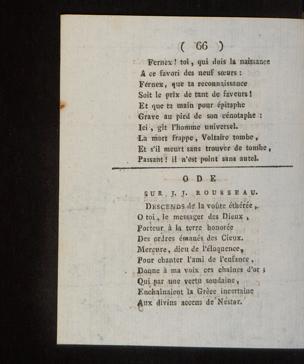 ( 66 )
Fernex! toi, qui dois la naissance
A ce favori des neuf sœurs :
Fernex, que ta reconnaissance
Soit le prix de tant de faveurs !
Et que ta main pour épitaphe
Grave au pied de son cénotaphe :
Ici, gît l'homme universel.
La mort frappe, Voltaire tombe,
Et s'il meurt sans trouver de tombe,
Passant! il n'est point sans autel.
ODE
SUR J. J. ROUSSEAU.
DESCENDS de la voûte éthérée,
O toi, le messager des Dieux,
Porteur à la terre honorée
Des ordres émanés des Cieux.
Mercure, dieu de l'éloquence,
Pour chanter l'ami de l'enfance,
Donne à ma voix ces chaînes d'or;
Qui par une vertu soudaine,
Enchaînaient la Grèce incertaine
Aux divins accens de Nestor.